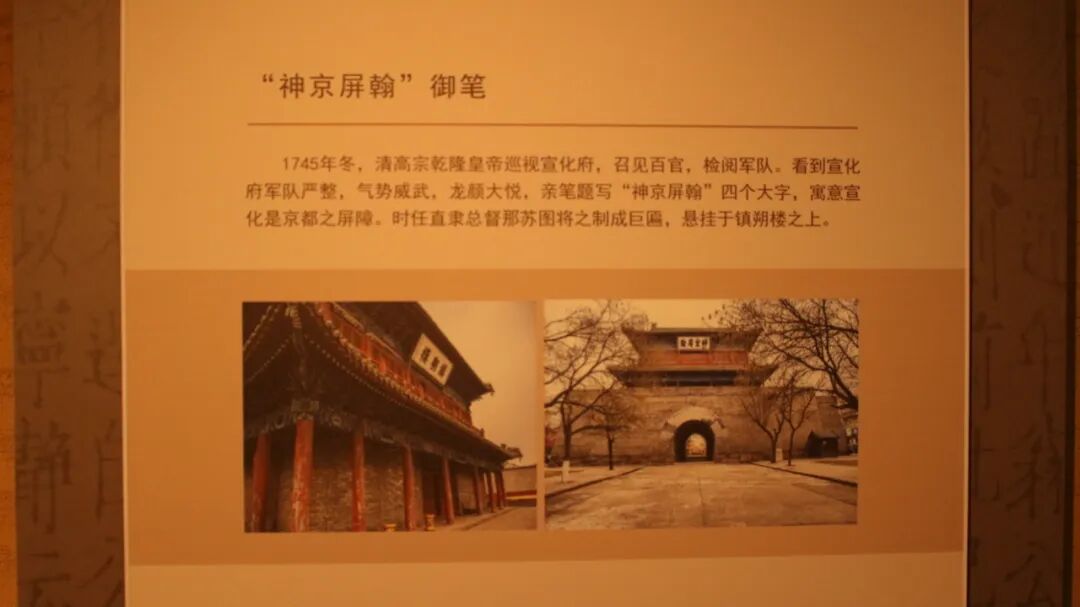 “神京屏翰”御笔
1745年冬，清高宗乾隆皇帝巡视宣化府，召见百官，检阅军队。看到宣化
府军队严整，气势威武，龙颜大悦，亲笔题写“神京屏翰”四个大字，寓意宣
化是京都之屏障。时任直隶总督那苏图将之制成巨匾，悬挂于镇朔楼之上。